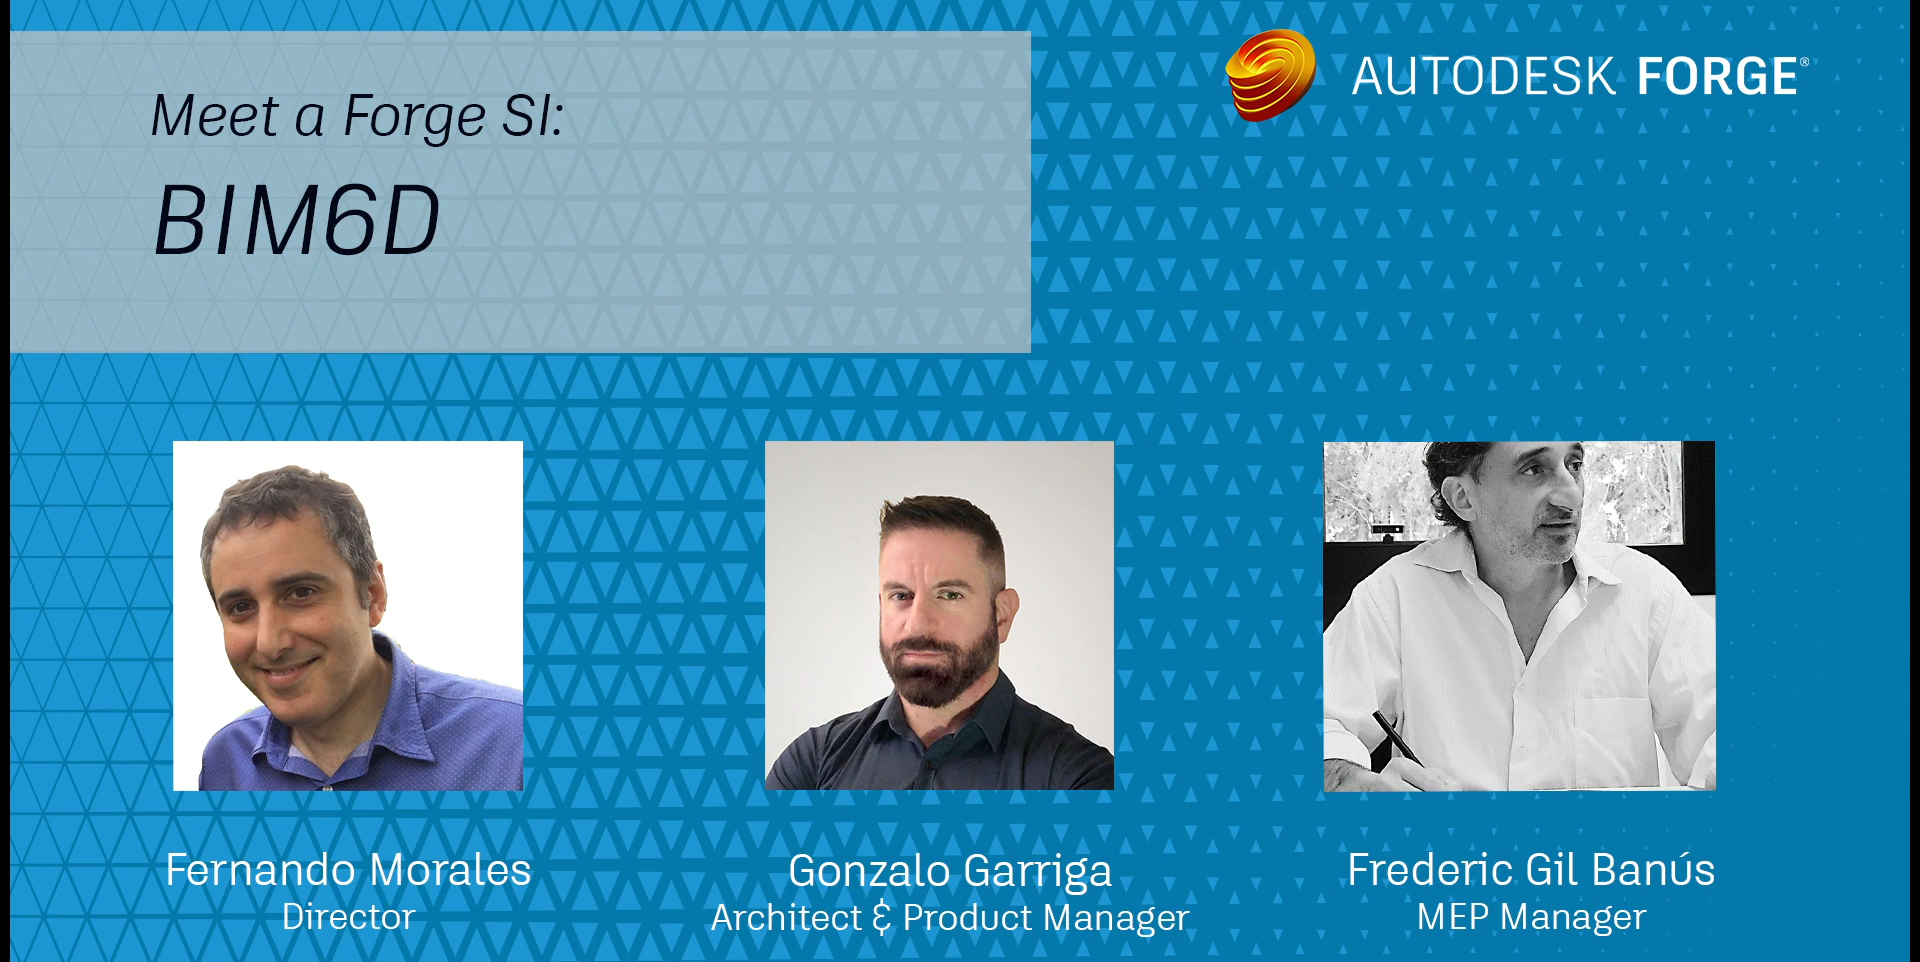 Meet a Forge SI:
BIM6D
AUTODESK FORGE®
Fernando Morales
Director
Gonzalo Garriga
Architect & Product Manager
Frederic Gil Banús
MEP Manager